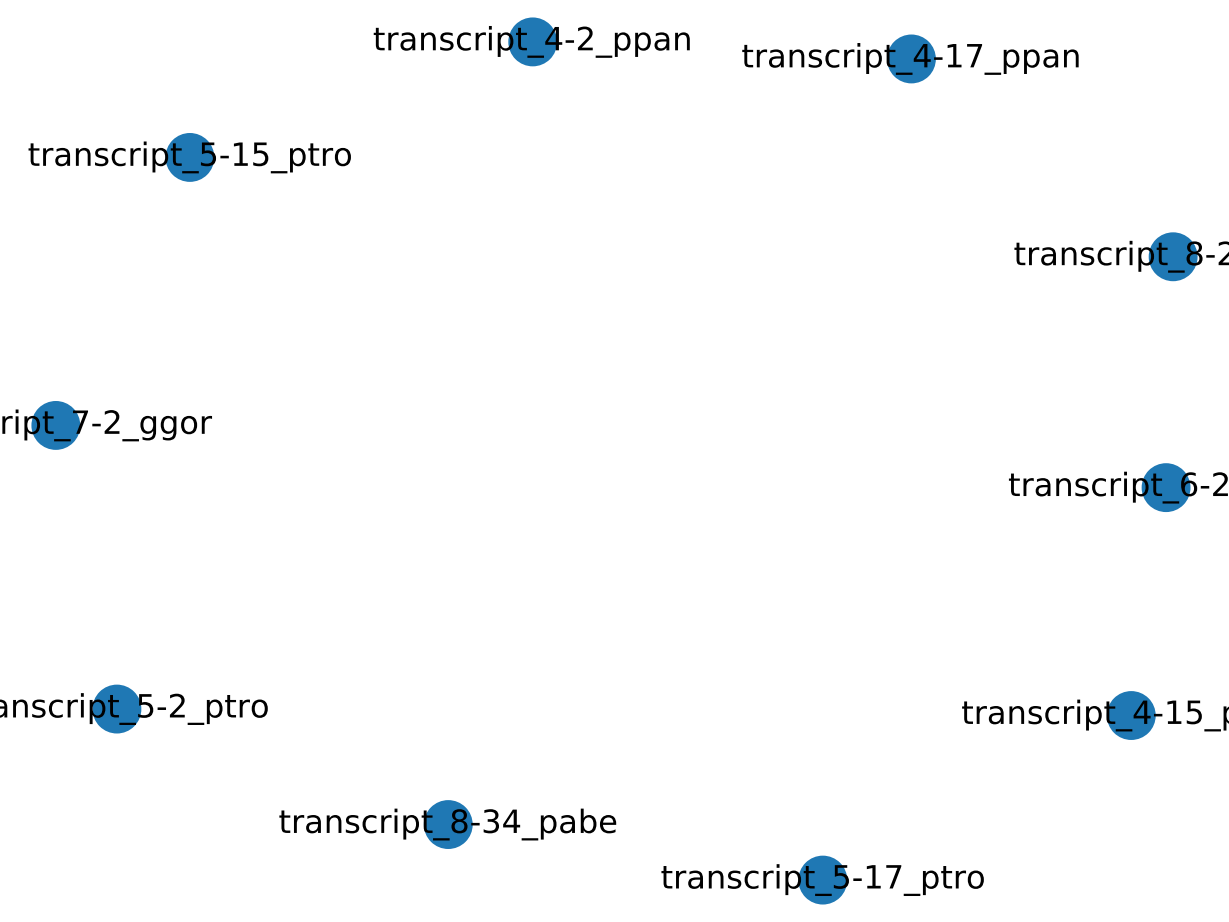 transcript_4-2_ppan
transcript_4-17_ppan
transcript_5-15_ptro
transcript_8-2
ript_7-2_ggor
transcript_6-2
anscript_5-2_ptro
transcript_4-15_p
transcript_8-34_pabe
transcript_5-17_ptro